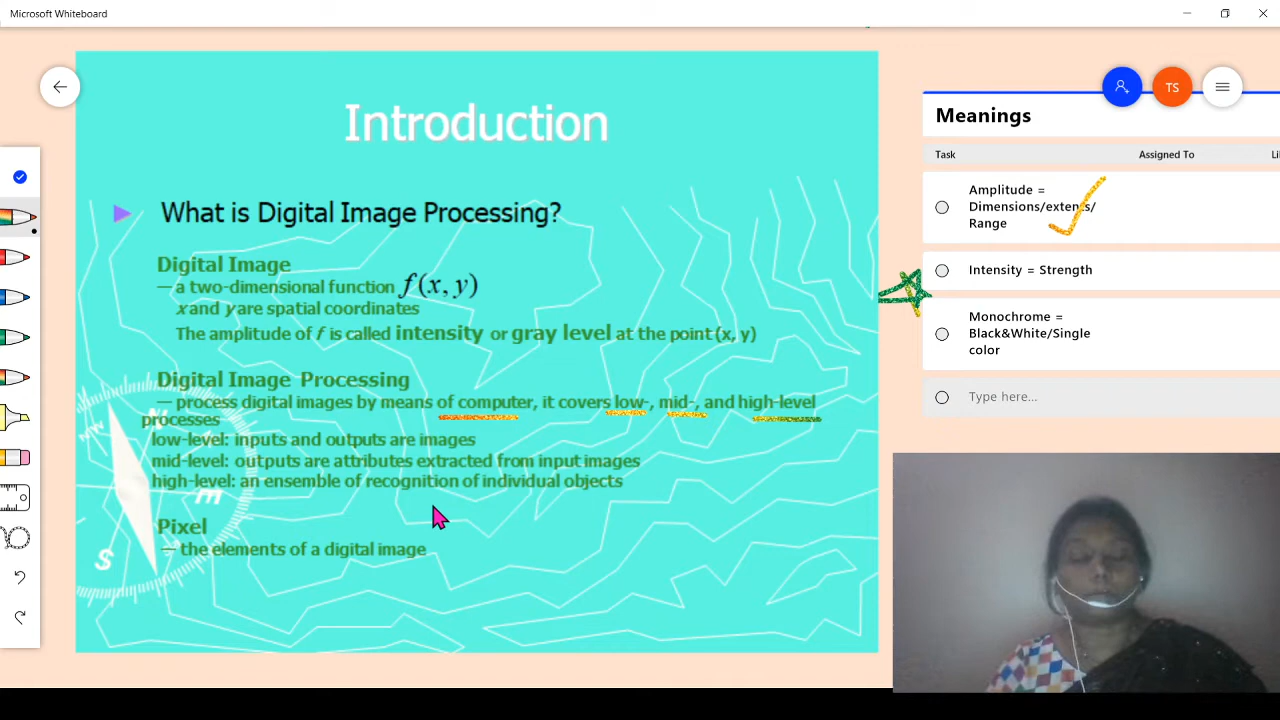 Microsoft Whiteboard
Introduction
What is Digital Image Processing?
Digital Image
— a two-dimensional function f(x, y)
x and y are spatial coordinates
The amplitude of f is called intensity or gray level at the point (x, y)
Digital Image Processing
— process digital images by means of computer, it covers low-, mid-, and high-level
processes
low-level: inputs and outputs are images
mid-level: outputs are attributes extracted from input images
high-level: an ensemble of recognition of individual objects
Pixel
— the elements of a digital image
NW
N
m
S
TS
Meanings
Task Assigned To
Amplitude =
Dimensions/extents/
Range
Intensity = Strength
Monochrome =
Black&White/Single
color
Type here...